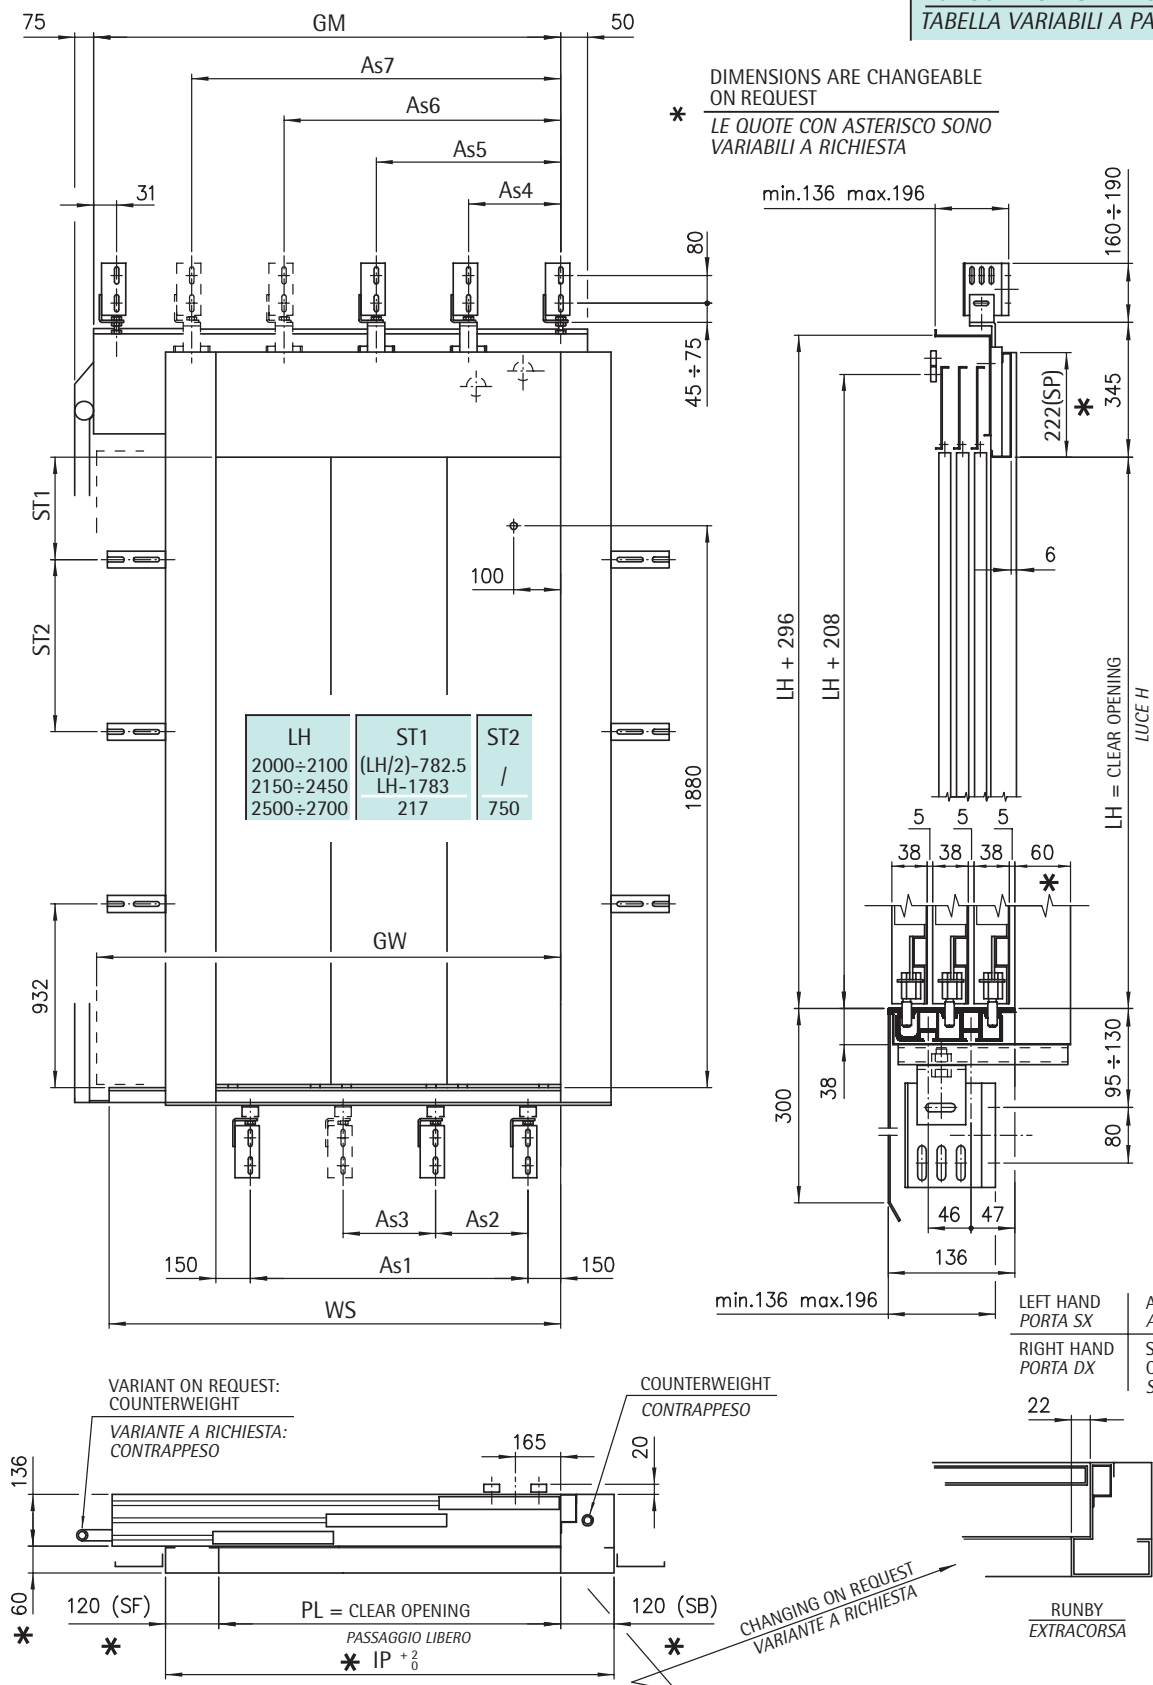 TABELLA VARIABILI A PA
75
GM
50
As7
As6
As5
As4
31
DIMENSIONS ARE CHANGEABLE
ON REQUEST
*
LE QUOTE CON ASTERISCO SONO
VARIABILI A RICHIESTA
min.136 max.196
160÷190
80
45÷75
222(SP)
*
345
ST1
ST2
100
6
LH + 296
LH + 208
LH = CLEAR OPENING
LUCE H
1880
LH ST1 ST2
2000÷2100 (LH/2)-782.5 /
2150÷2450 LH-1783
2500÷2700 217 750
5 5 5
38 38 38 60
*
GW
932
300
38
95÷130
80
As3 As2
150 As1 150
WS
46 47
136
min.136 max.196
LEFT HAND
PORTA SX
RIGHT HAND
PORTA DX
VARIANT ON REQUEST:
COUNTERWEIGHT
VARIANTE A RICHIESTA:
CONTRAPPESO
COUNTERWEIGHT
CONTRAPPESO
165
20
22
136
60
*
120 (SF)
*
PL = CLEAR OPENING
PASSAGGIO LIBERO
120 (SB)
*
* IP +2 0
CHANGING ON REQUEST
VARIANTE A RICHIESTA
RUNBY
EXTRACORSA